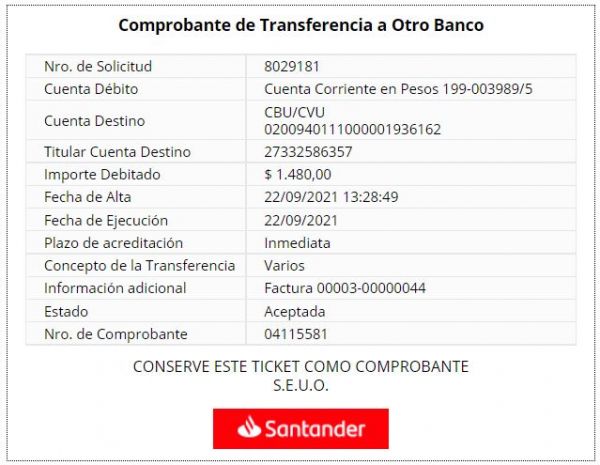 Comprobante de Transferencia a Otro Banco
Nro. de Solicitud 8029181
Cuenta Débito Cuenta Corriente en Pesos 199-003989/5
Cuenta Destino CBU/CVU
0200940111000001936162
Titular Cuenta Destino 27332586357
Importe Debitado $ 1.480,00
Fecha de Alta 22/09/2021 13:28:49
Fecha de Ejecución 22/09/2021
Plazo de acreditación Inmediata
Concepto de la Transferencia Varios
Información adicional Factura 00003-00000044
Estado Aceptada
Nro. de Comprobante 04115581
CONSERVE ESTE TICKET COMO COMPROBANTE
S.E.U.O.
Santander